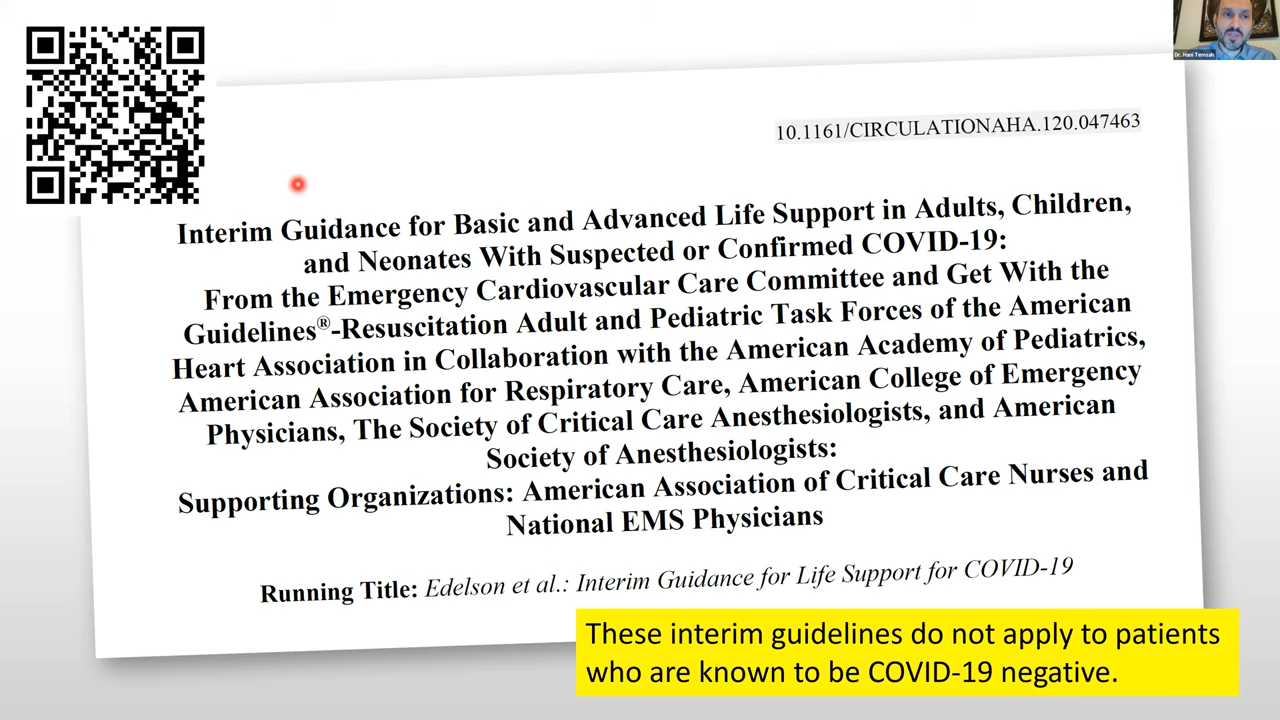 Dr. Hani Temsah
10.1161/CIRCULATIONAHA.120.047463
Interim Guidance for Basic and Advanced Life Support in Adults, Children,
and Neonates With Suspected or Confirmed COVID-19:
From the Emergency Cardiovascular Care Committee and Get With the
Guidelines®-Resuscitation Adult and Pediatric Task Forces of the American
Heart Association in Collaboration with the American Academy of Pediatrics,
American Association for Respiratory Care, American College of Emergency
Physicians, The Society of Critical Care Anesthesiologists, and American
Society of Anesthesiologists:
Supporting Organizations: American Association of Critical Care Nurses and
National EMS Physicians
Running Title: Edelson et al.: Interim Guidance for Life Support for COVID-19
These interim guidelines do not apply to patients
who are known to be COVID-19 negative.